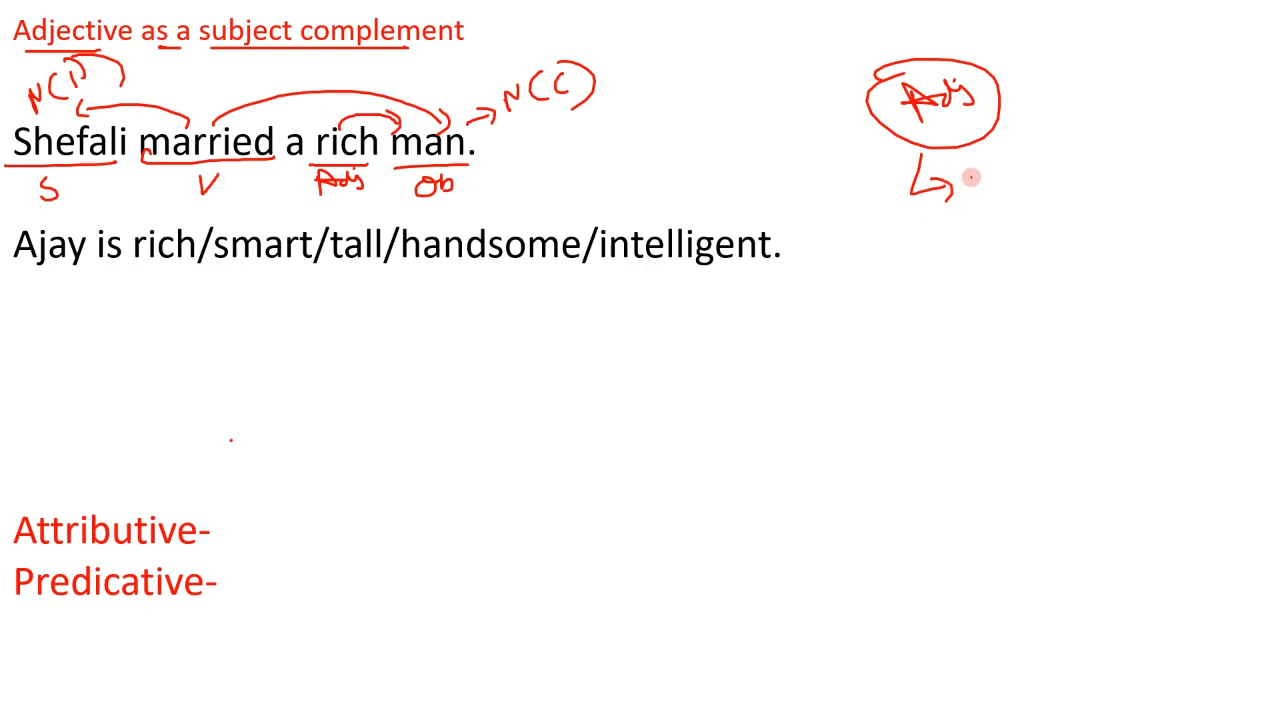 Adjective as a subject complement
N(P) N(C) Adj
Shefali married a rich man.
S V Adj Ob
Ajay is rich/smart/tall/handsome/intelligent.
Attributive-
Predicative-